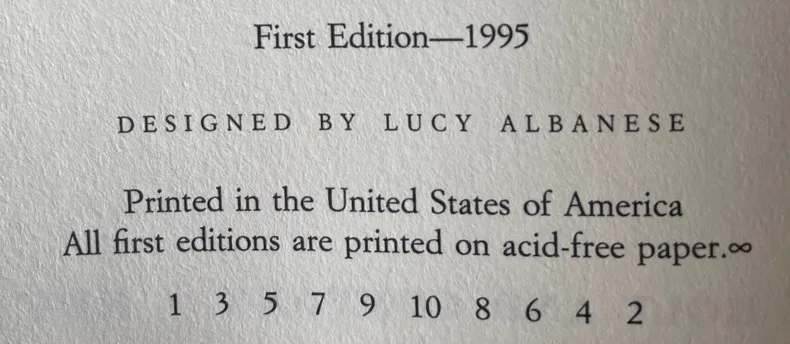 First Edition—1995
DESIGNED BY LUCY ALBANESE
Printed in the United States of America
All first editions are printed on acid-free paper.∞
1 3 5 7 9 10 8 6 4 2